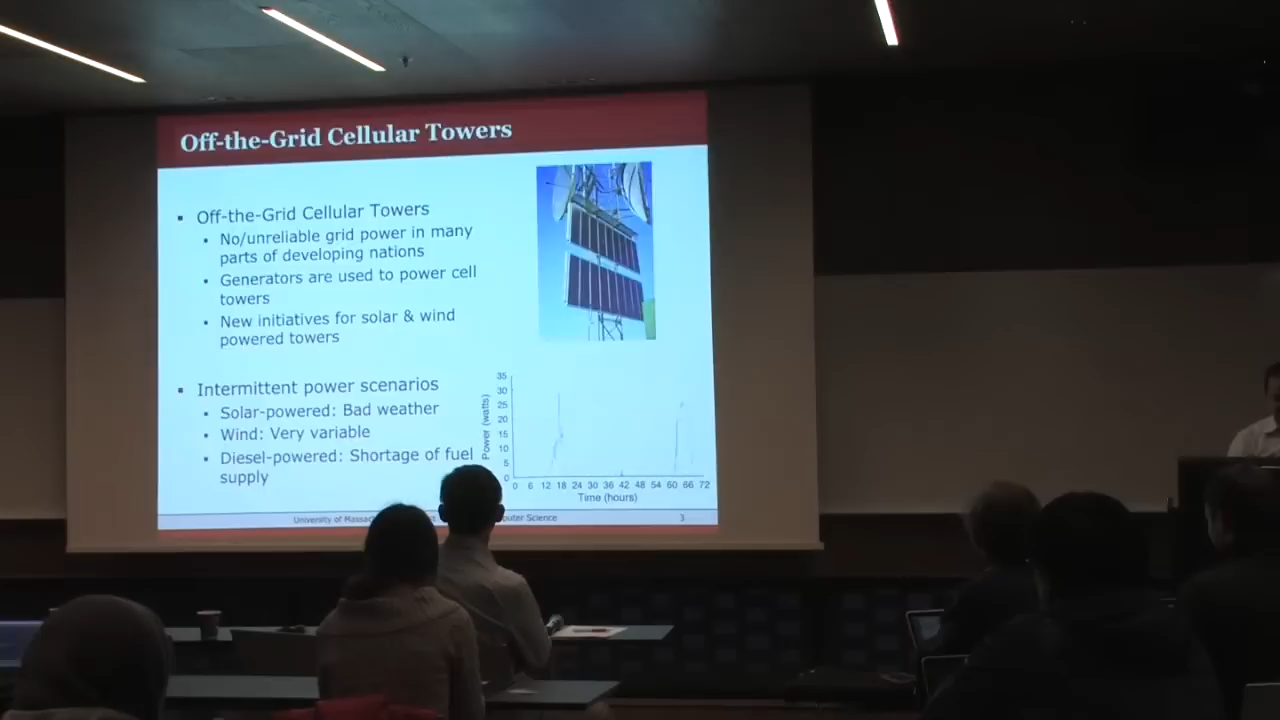 Off-the-Grid Cellular Towers
▪ Off-the-Grid Cellular Towers
• No/unreliable grid power in many
parts of developing nations
• Generators are used to power cell
towers
• New initiatives for solar & wind
powered towers
▪ Intermittent power scenarios
• Solar-powered: Bad weather
• Wind: Very variable
• Diesel-powered: Shortage of fuel
supply
Power (watts)
35
30
25
20
15
10
5
0
0 6 12 18 24 30 36 42 48 54 60 66 72
Time (hours)
University of Computer Science 3